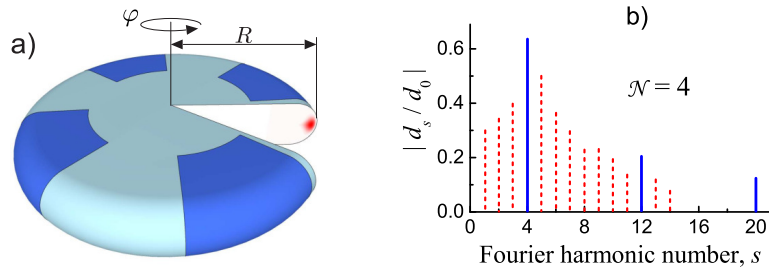 a)
φ
R
b)
| d_s / d_0 |
0.6
0.4
0.2
0.0
𝒩 = 4
0 4 8 12 16 20
Fourier harmonic number, s